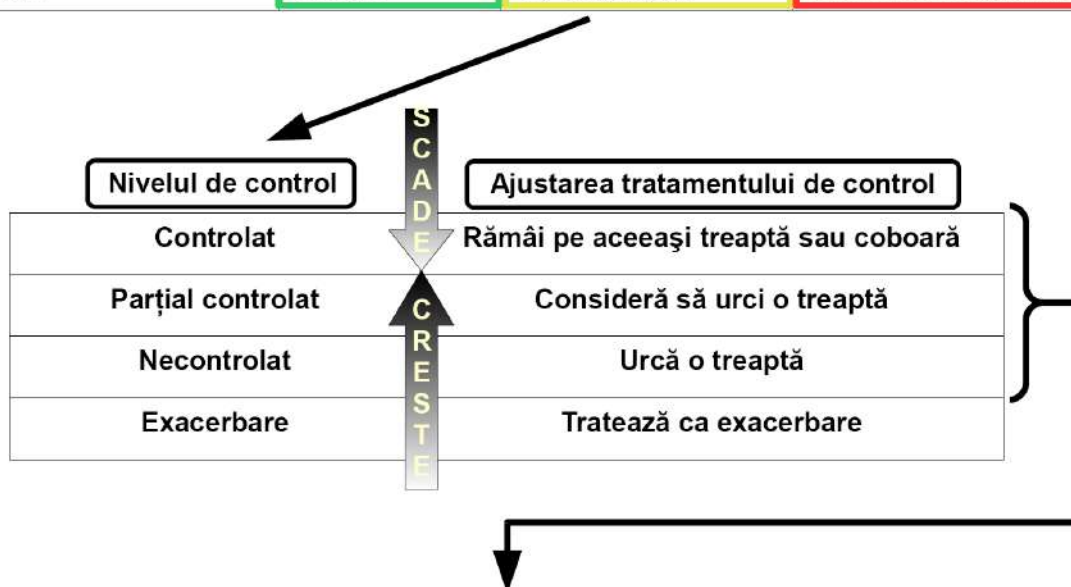 SCADE
Nivelul de control
Ajustarea tratamentului de control
Controlat
Rămâi pe aceeaşi treaptă sau coboară
Parțial controlat
Consideră să urci o treaptă
CRESTE
Necontrolat
Urcă o treaptă
Exacerbare
Tratează ca exacerbare